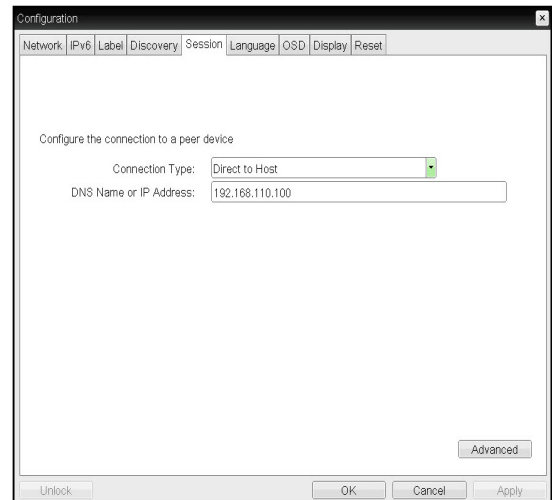 Configuration
Network IPv6 Label Discovery Session Language OSD Display Reset
Configure the connection to a peer device
Connection Type: Direct to Host
DNS Name or IP Address: 192.168.110.100
Advanced
Unlock OK Cancel Apply